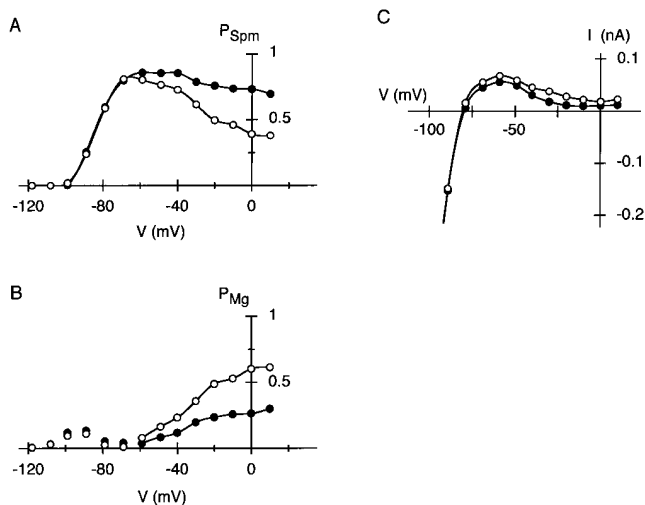 A
P_Spm
1
0.5
-120 -80 -40 0
V (mV)
B
P_Mg
1
0.5
-120 -80 -40 0
V (mV)
C
I (nA)
0.1
V (mV)
-100 -50
-0.1
-0.2